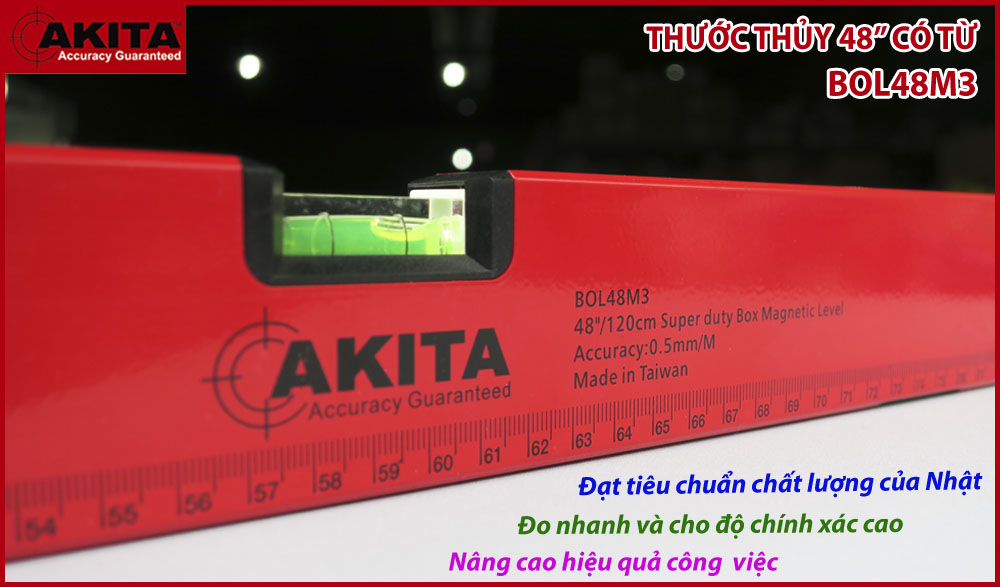 AKITA
Accuracy Guaranteed
THƯỚC THỦY 48” CÓ TỪ
BOL48M3
BOL48M3
48"/120cm Super duty Box Magnetic Level
Accuracy:0.5mm/M
Made in Taiwan
AKITA
Accuracy Guaranteed
54 55 56 57 58 59 60 61 62 63 64 65 66 67 68 69 70 71 72 73
Đạt tiêu chuẩn chất lượng của Nhật
Đo nhanh và cho độ chính xác cao
Nâng cao hiệu quả công việc